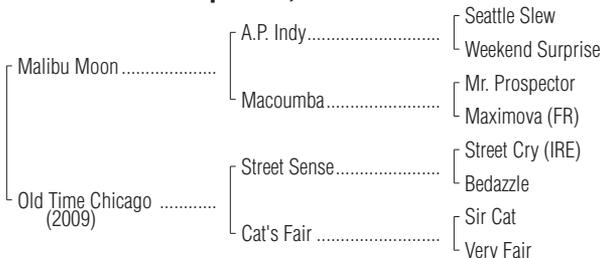 Seattle Slew
A.P. Indy
Weekend Surprise
Malibu Moon
Mr. Prospector
Macoumba
Maximova (FR)
Street Cry (IRE)
Street Sense
Bedazzle
Old Time Chicago
(2009)
Sir Cat
Cat's Fair
Very Fair